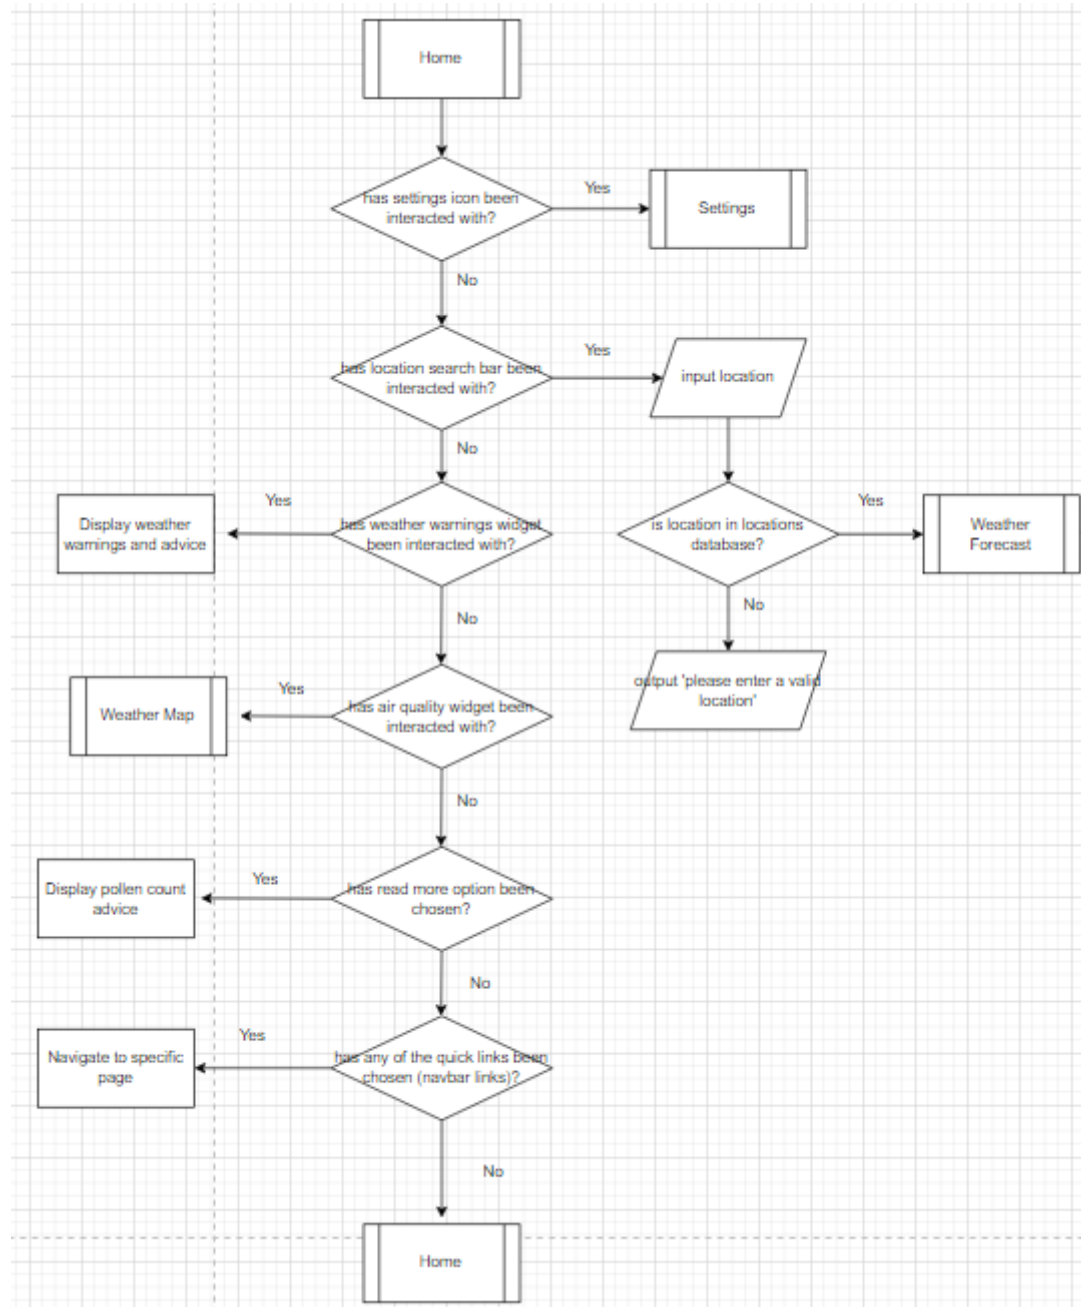 Home
has settings icon been
interacted with?
Yes
Settings
No
has location search bar been
interacted with?
Yes
input location
No
Yes
Display weather
warnings and advice
has weather warnings widget
been interacted with?
is location in locations
database?
Yes
Weather
Forecast
No
No
output 'please enter a valid
location'
Yes
Weather Map
has air quality widget been
interacted with?
No
Yes
Display pollen count
advice
has read more option been
chosen?
No
Yes
Navigate to specific
page
has any of the quick links been
chosen (navbar links)?
No
Home